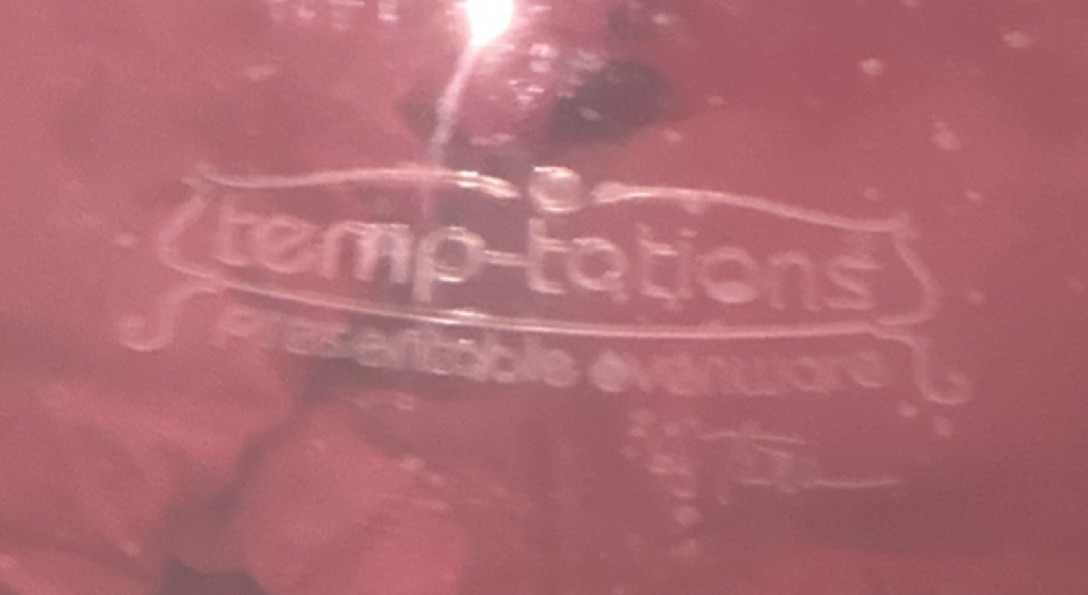 temp-tations
Presentable ovenware